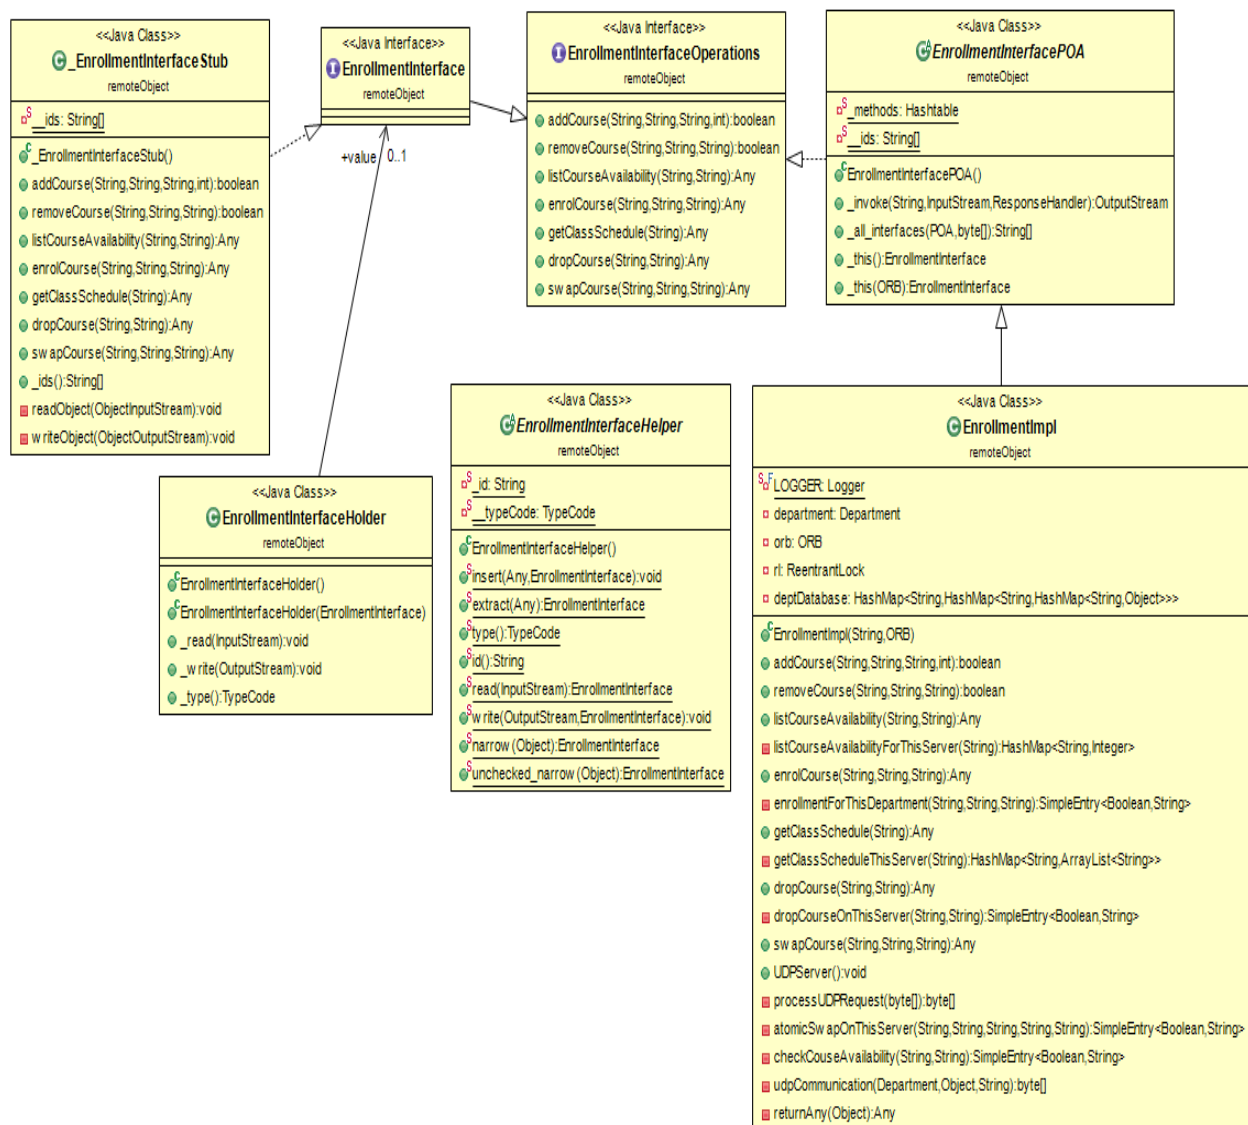 <<Java Class>>
_EnrollmentInterfaceStub
remoteObject
__ids: String[]
_EnrollmentInterfaceStub()
addCourse(String,String,String,int):boolean
removeCourse(String,String,String):boolean
listCourseAvailability(String,String):Any
enrolCourse(String,String,String):Any
getClassSchedule(String):Any
dropCourse(String,String):Any
swapCourse(String,String,String):Any
_ids():String[]
readObject(ObjectInputStream):void
writeObject(ObjectOutputStream):void
<<Java Interface>>
EnrollmentInterface
remoteObject
+value 0..1
<<Java Interface>>
EnrollmentInterfaceOperations
remoteObject
addCourse(String,String,String,int):boolean
removeCourse(String,String,String):boolean
listCourseAvailability(String,String):Any
enrolCourse(String,String,String):Any
getClassSchedule(String):Any
dropCourse(String,String):Any
swapCourse(String,String,String):Any
<<Java Class>>
EnrollmentInterfacePOA
remoteObject
_methods: Hashtable
__ids: String[]
EnrollmentInterfacePOA()
_invoke(String,InputStream,ResponseHandler):OutputStream
_all_interfaces(POA,byte[]):String[]
_this():EnrollmentInterface
_this(ORB):EnrollmentInterface
<<Java Class>>
EnrollmentInterfaceHolder
remoteObject
EnrollmentInterfaceHolder()
EnrollmentInterfaceHolder(EnrollmentInterface)
_read(InputStream):void
_write(OutputStream):void
_type():TypeCode
<<Java Class>>
EnrollmentInterfaceHelper
remoteObject
_id: String
__typeCode: TypeCode
EnrollmentInterfaceHelper()
insert(Any,EnrollmentInterface):void
extract(Any):EnrollmentInterface
type():TypeCode
id():String
read(InputStream):EnrollmentInterface
write(OutputStream,EnrollmentInterface):void
narrow(Object):EnrollmentInterface
unchecked_narrow(Object):EnrollmentInterface
<<Java Class>>
EnrollmentImpl
remoteObject
LOGGER: Logger
department: Department
orb: ORB
rl: ReentrantLock
deptDatabase: HashMap<String,HashMap<String,HashMap<String,Object>>>
EnrollmentImpl(String,ORB)
addCourse(String,String,String,int):boolean
removeCourse(String,String,String):boolean
listCourseAvailability(String,String):Any
listCourseAvailabilityForThisServer(String):HashMap<String,Integer>
enrolCourse(String,String,String):Any
enrollmentForThisDepartment(String,String,String):SimpleEntry<Boolean,String>
getClassSchedule(String):Any
getClassScheduleThisServer(String):HashMap<String,ArrayList<String>>
dropCourse(String,String):Any
dropCourseOnThisServer(String,String):SimpleEntry<Boolean,String>
swapCourse(String,String,String):Any
UDPServer():void
processUDPRequest(byte[]):byte[]
atomicSwapOnThisServer(String,String,String,String,String):SimpleEntry<Boolean,String>
checkCouseAvailability(String,String):SimpleEntry<Boolean,String>
udpCommunication(Department,Object,String):byte[]
returnAny(Object):Any